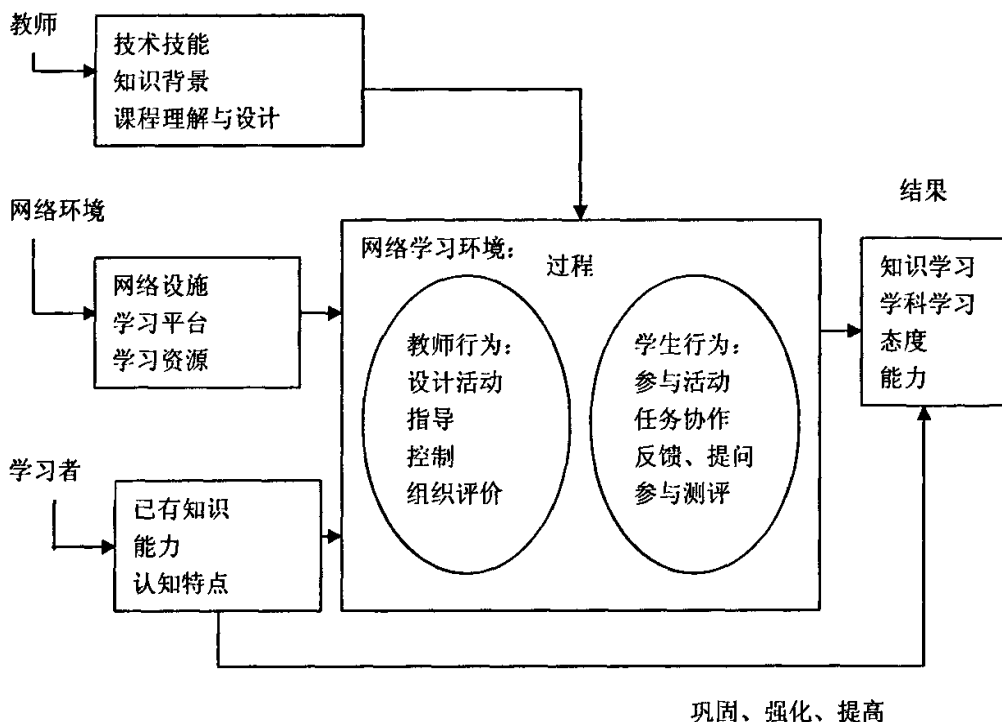 教师
技术技能
知识背景
课程理解与设计
网络环境
网络设施
学习平台
学习资源
学习者
已有知识
能力
认知特点
网络学习环境：
过程
教师行为：
设计活动
指导
控制
组织评价
学生行为：
参与活动
任务协作
反馈、提问
参与测评
结果
知识学习
学科学习
态度
能力
巩固、强化、提高